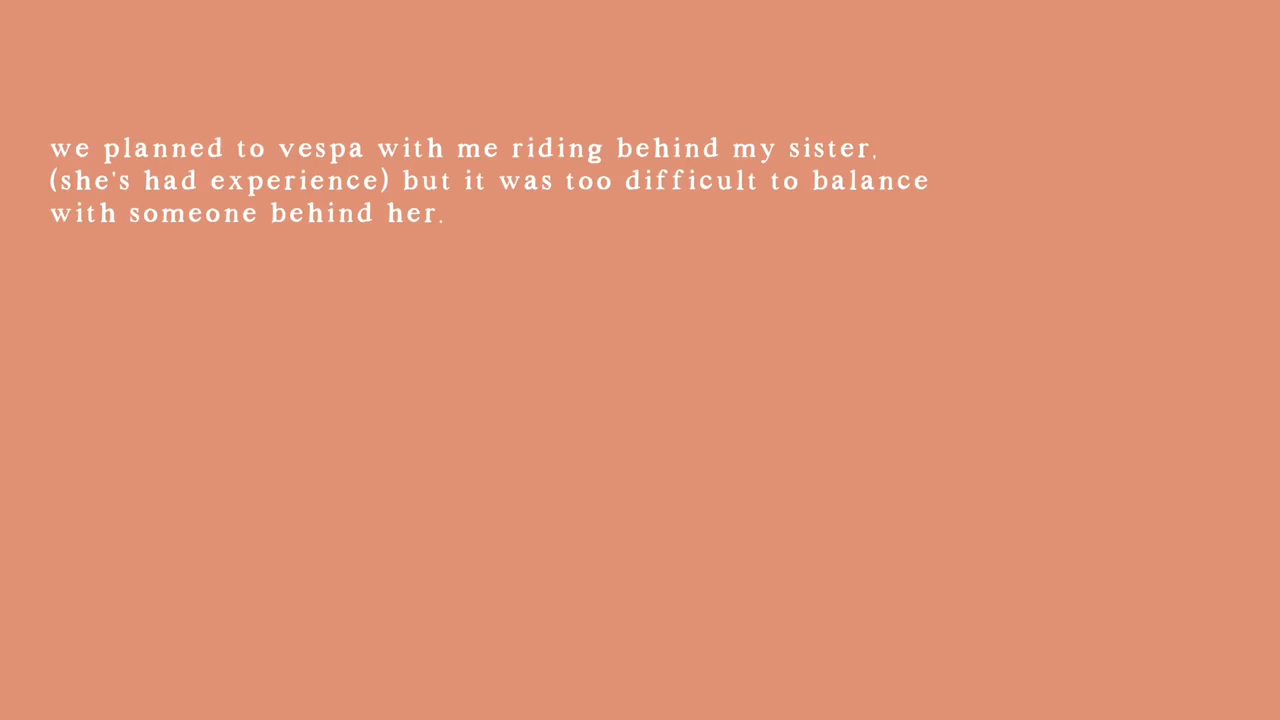 we planned to vespa with me riding behind my sister,
(she's had experience) but it was too difficult to balance
with someone behind her.